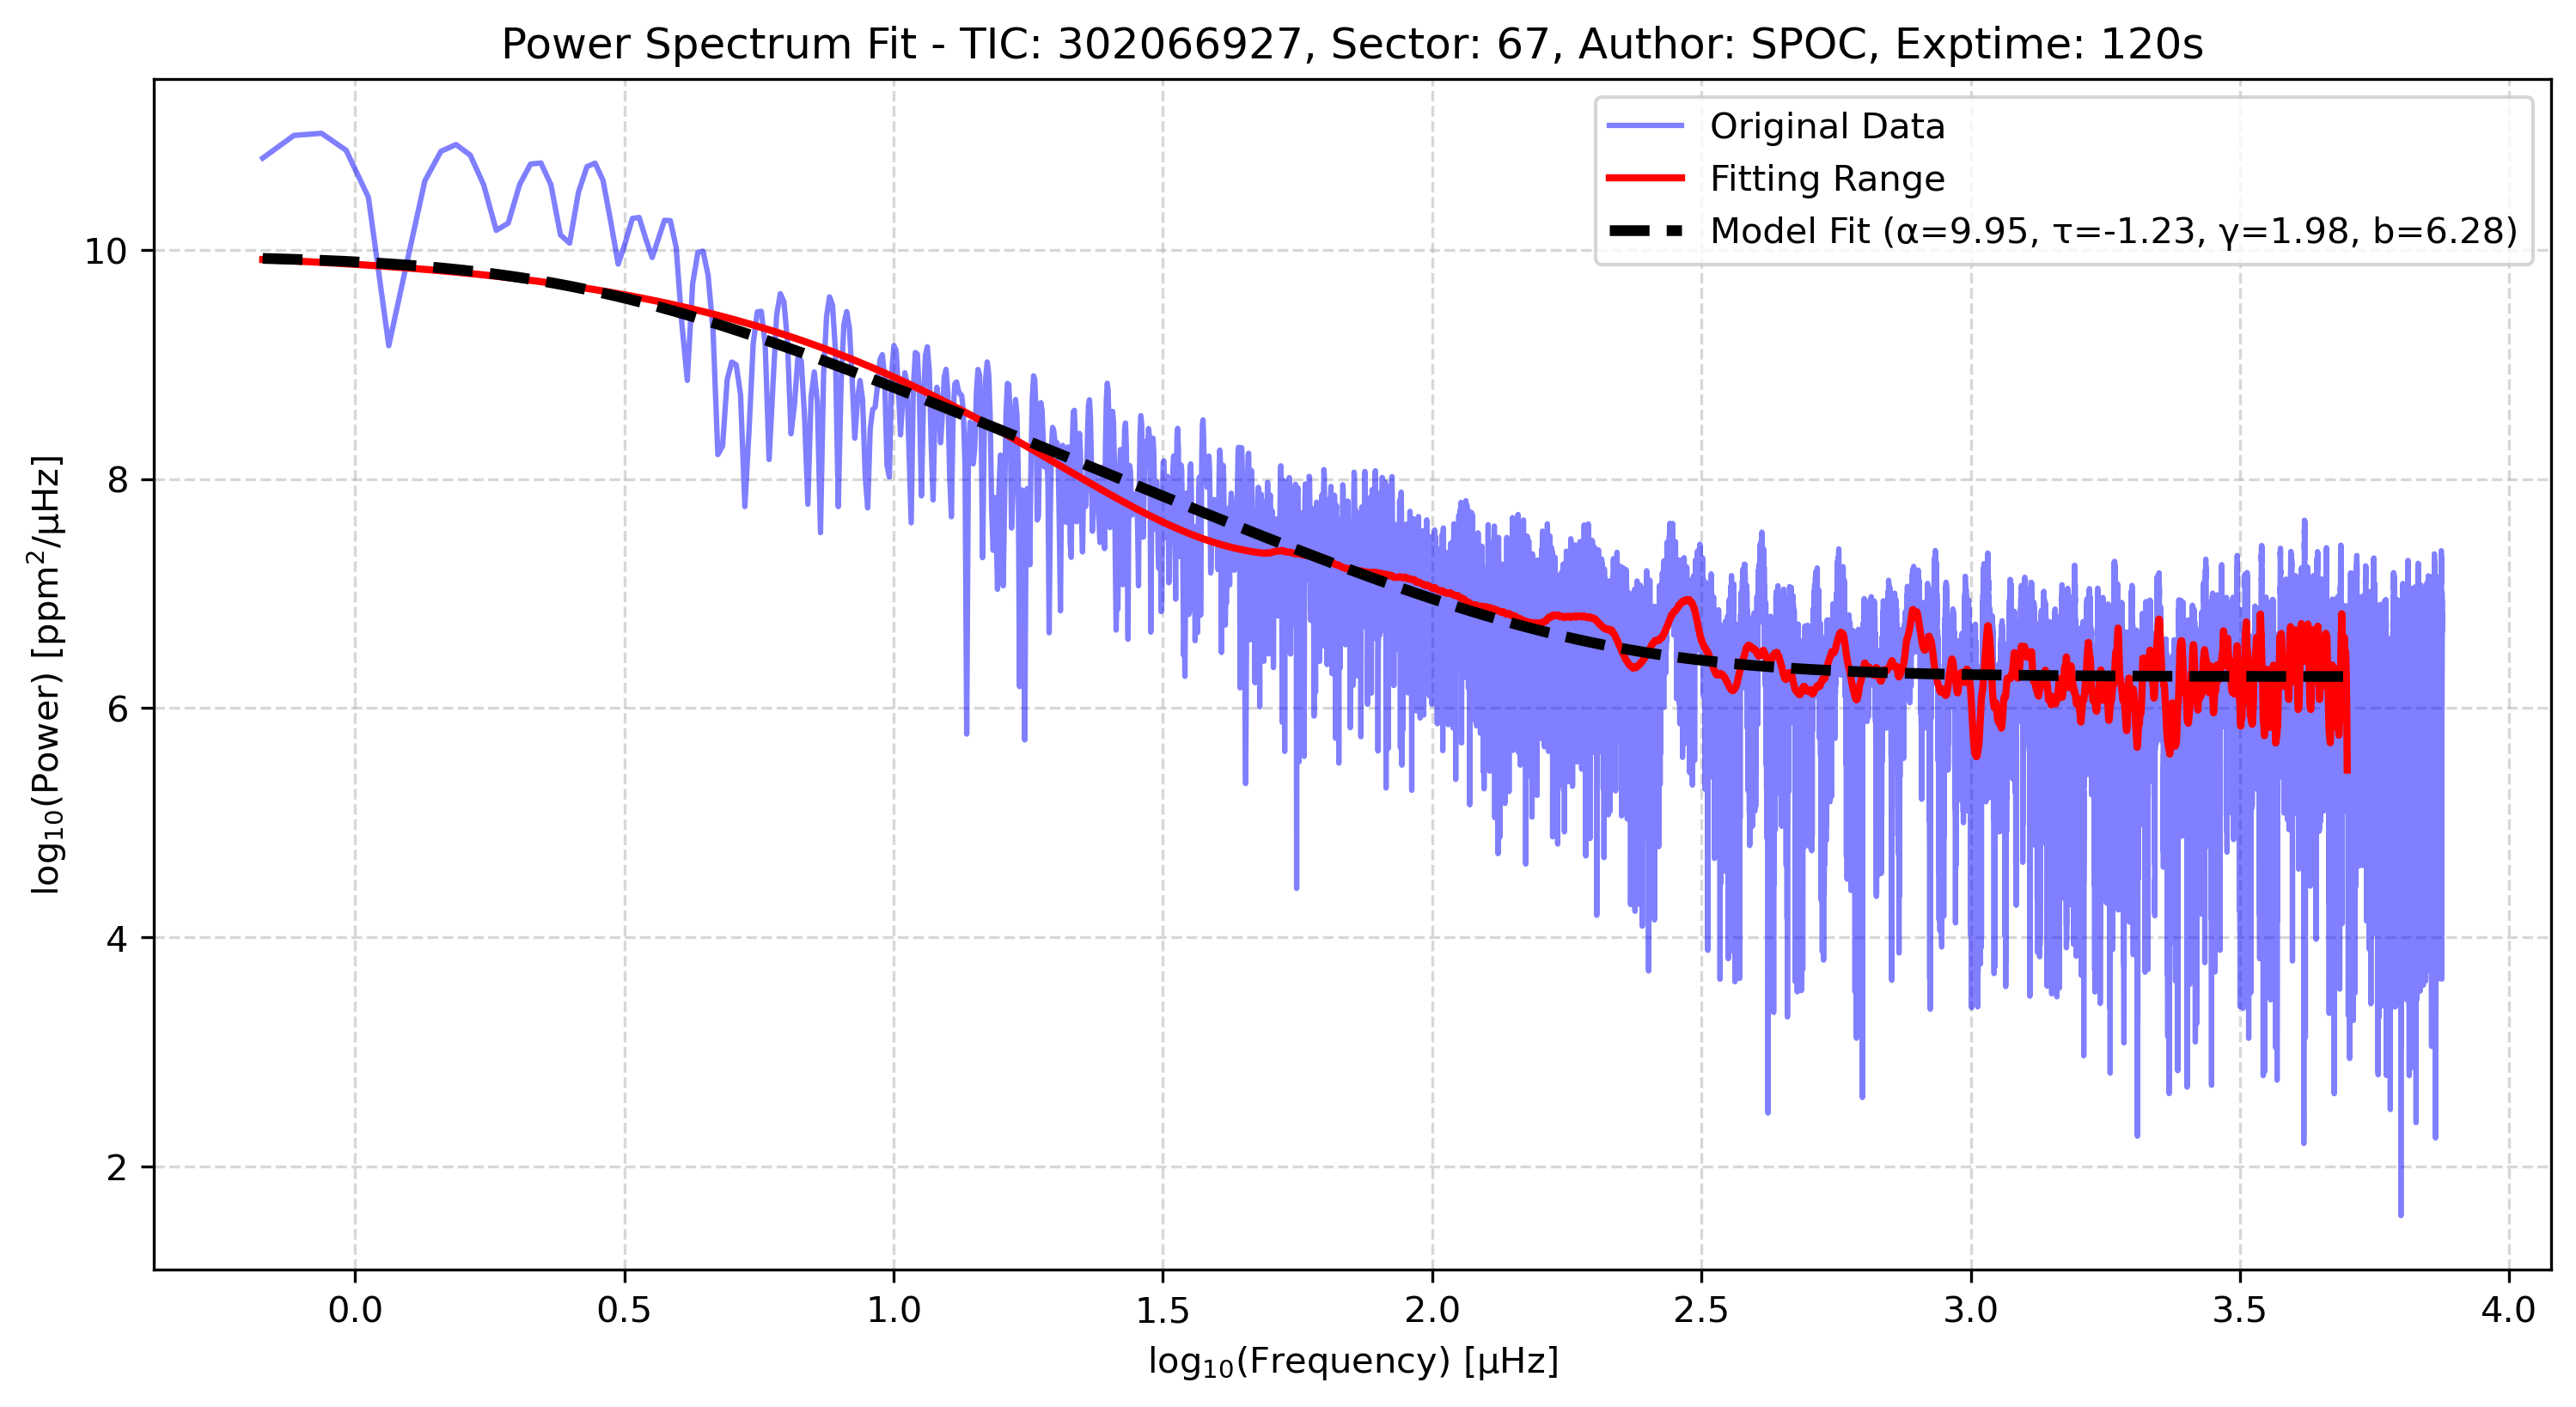 Power Spectrum Fit - TIC: 302066927, Sector: 67, Author: SPOC, Exptime: 120s
Original Data
Fitting Range
Model Fit (α=9.95, τ=-1.23, γ=1.98, b=6.28)
log₁₀(Power) [ppm²/μHz]
10
8
6
4
2
0.0 0.5 1.0 1.5 2.0 2.5 3.0 3.5 4.0
log₁₀(Frequency) [μHz]